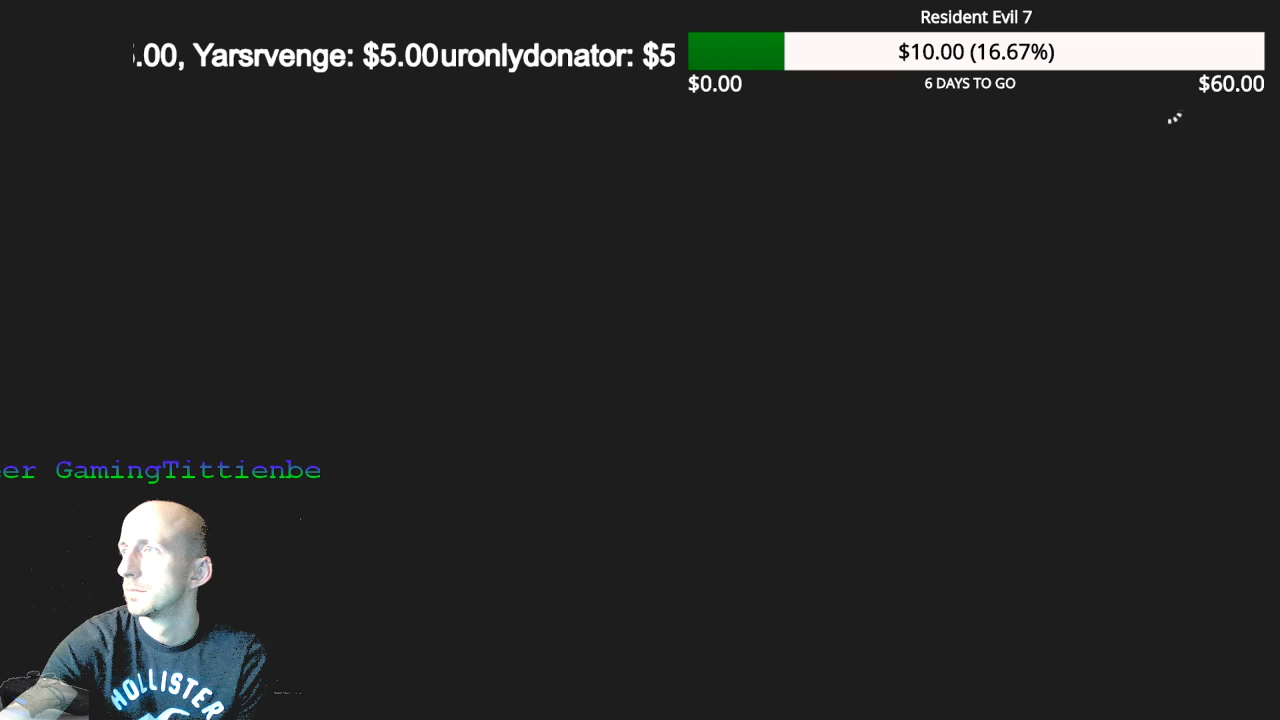 Resident Evil 7
.00, Yarsrvenge: $5.00uronlydonator: $5
$10.00 (16.67%)
$0.00
6 DAYS TO GO
$60.00
er GamingTittienbe
HOLLISTER